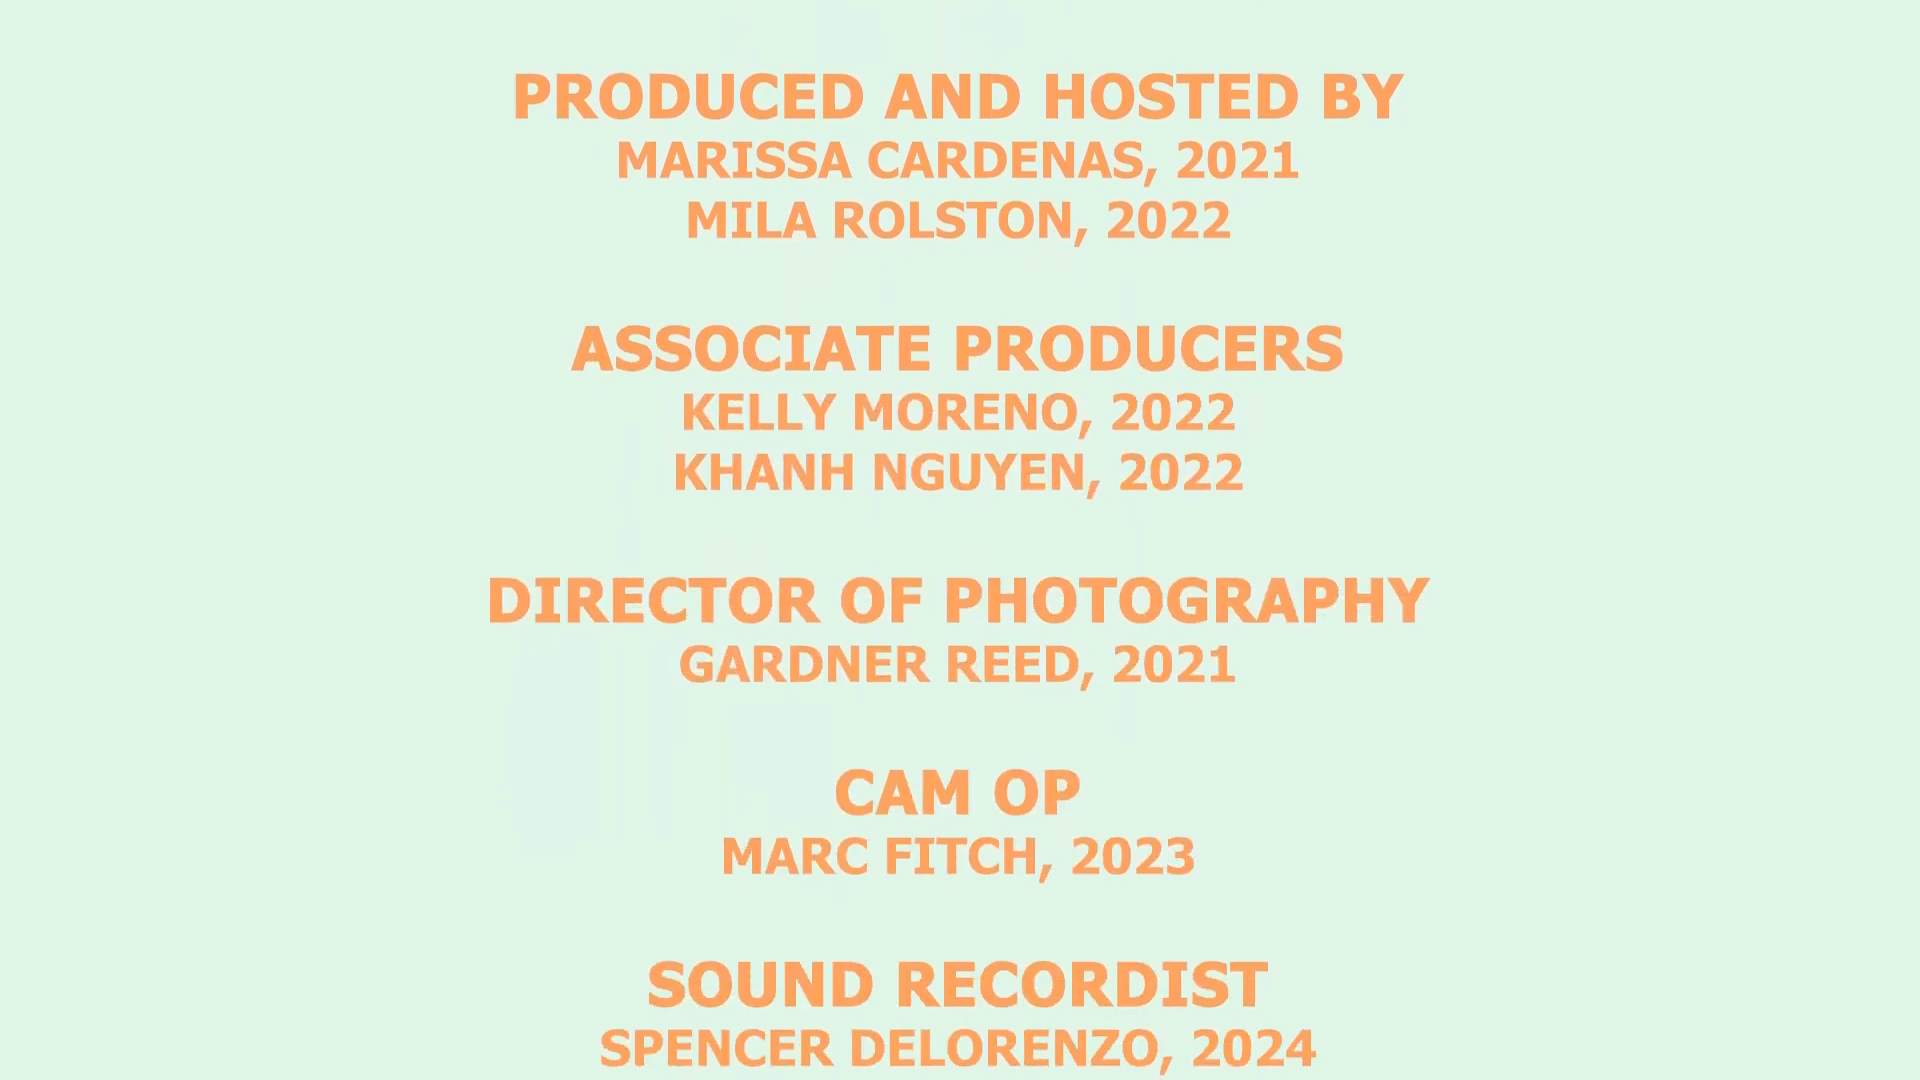 PRODUCED AND HOSTED BY
MARISSA CARDENAS, 2021
MILA ROLSTON, 2022
ASSOCIATE PRODUCERS
KELLY MORENO, 2022
KHANH NGUYEN, 2022
DIRECTOR OF PHOTOGRAPHY
GARDNER REED, 2021
CAM OP
MARC FITCH, 2023
SOUND RECORDIST
SPENCER DELORENZO, 2024